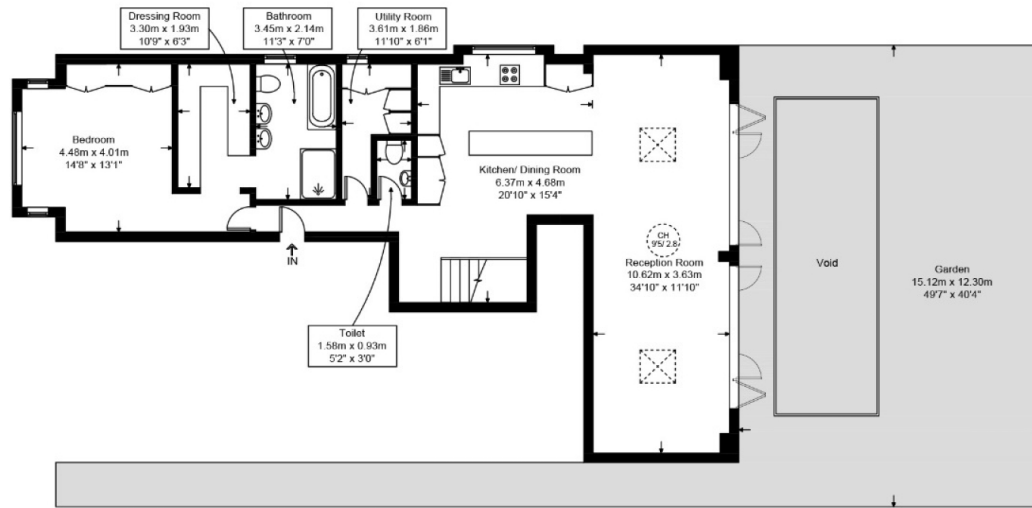 Dressing Room
3.30m x 1.93m
10'9" x 6'3"
Bathroom
3.45m x 2.14m
11'3" x 7'0"
Utility Room
3.61m x 1.86m
11'10" x 6'1"
Bedroom
4.48m x 4.01m
14'8" x 13'1"
Kitchen/ Dining Room
6.37m x 4.68m
20'10" x 15'4"
CH
9'5/ 2.8
Reception Room
10.62m x 3.63m
34'10" x 11'10"
Void
Garden
15.12m x 12.30m
49'7" x 40'4"
IN
Toilet
1.58m x 0.93m
5'2" x 3'0"